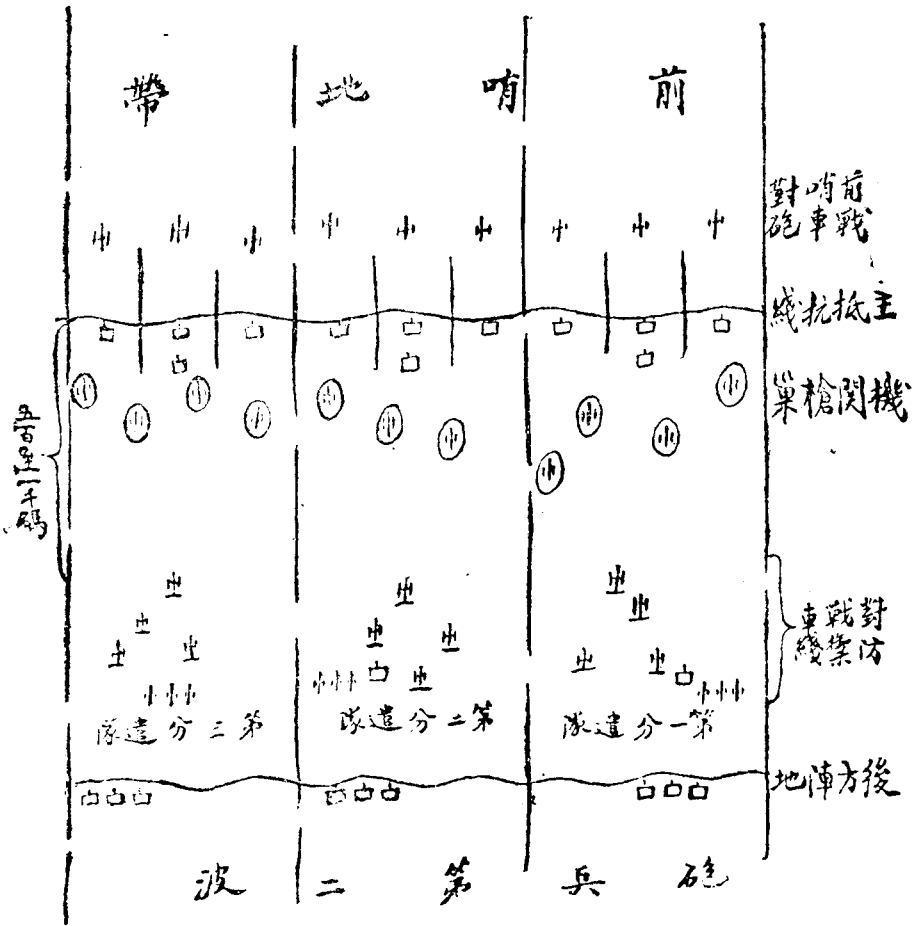 前哨地帶
前哨對
戰車砲
主抵抗綫
機関槍巢
五百至一千碼
對戰車
防禦綫
第一分遣隊
第二分遣隊
第三分遣隊
後方陣地
砲兵第二波